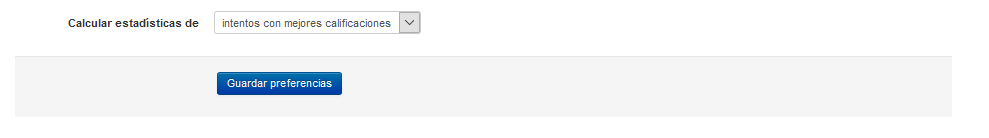 Calcular estadísticas de intentos con mejores calificaciones
Guardar preferencias